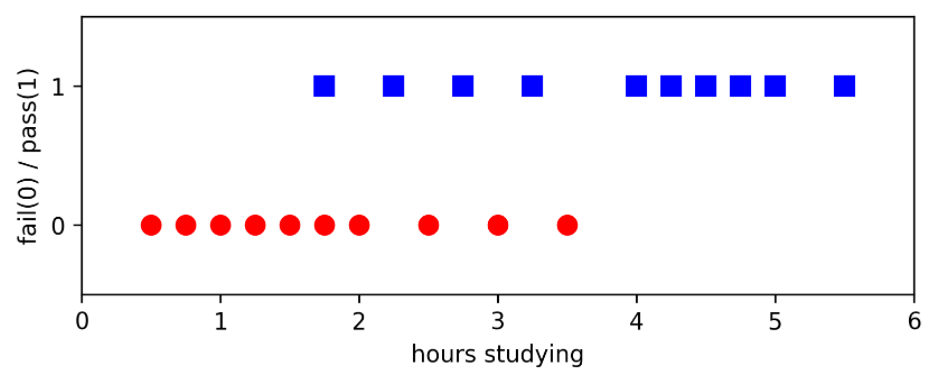 fail(0) / pass(1)
1
0
0 1 2 3 4 5 6
hours studying